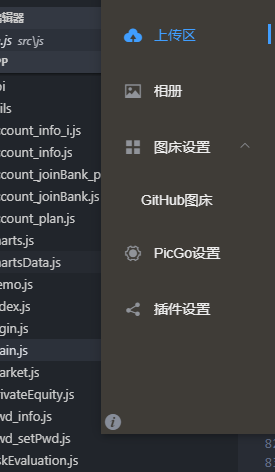 编辑器
.js src\js
上传区
相册
图床设置
GitHub图床
PicGo设置
插件设置
count_info_i.js
count_info.js
count_joinBank_p
count_joinBank.js
count_plan.js
arts.js
artsData.js
emo.js
dex.js
gin.js
ain.js
arket.js
ivateEquity.js
wd_info.js
wd_setPwd.js
skEvaluation.js